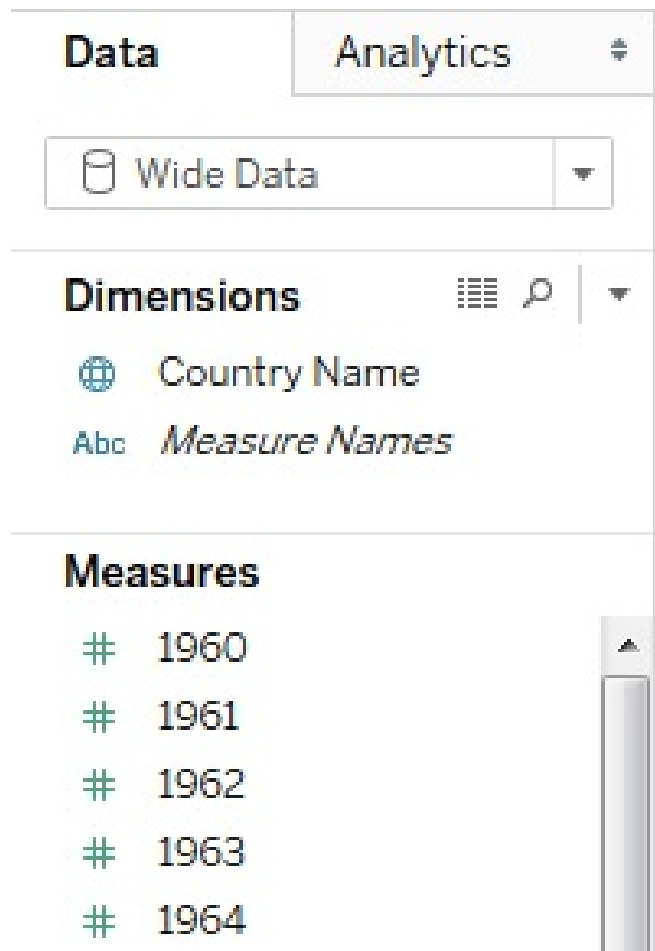 Data Analytics
Wide Data
Dimensions
Country Name
Abc Measure Names
Measures
# 1960
# 1961
# 1962
# 1963
# 1964